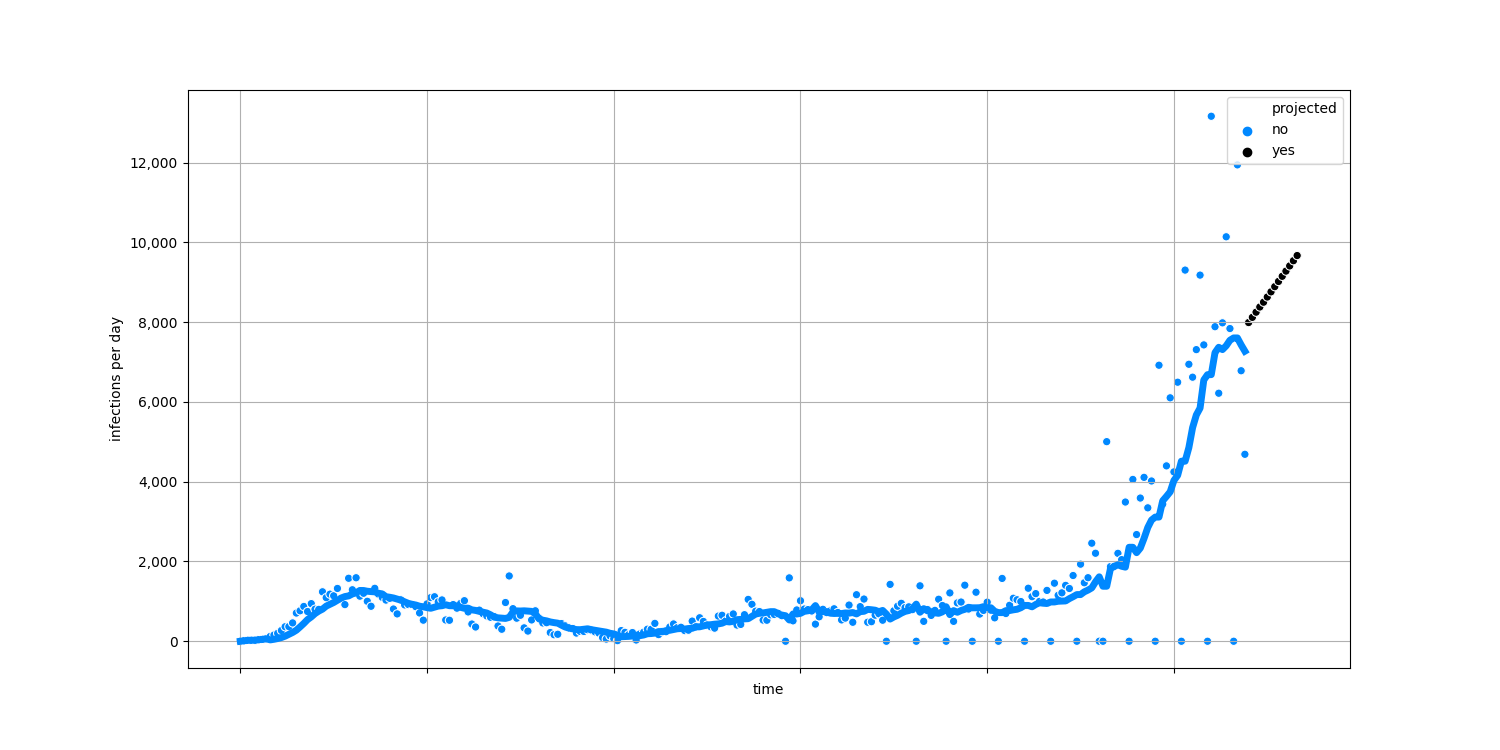 projected
no
yes
12,000
10,000
8,000
6,000
4,000
2,000
0
infections per day
time